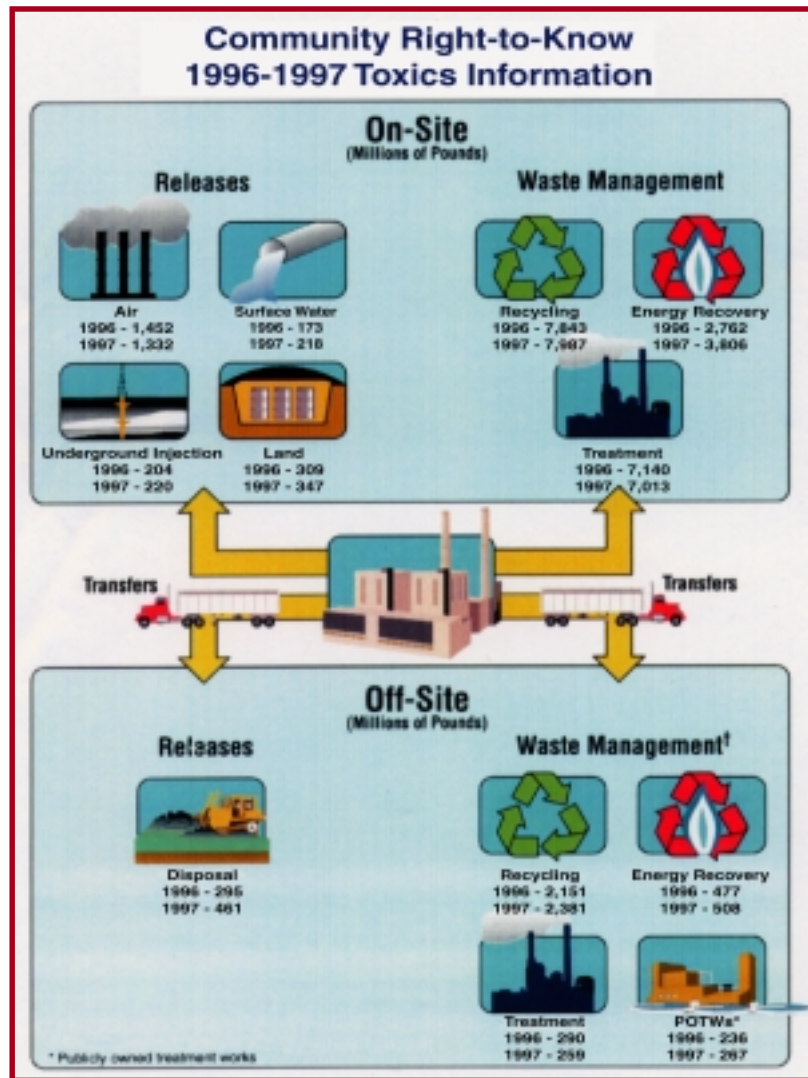 Community Right-to-Know
1996-1997 Toxics Information
On-Site
(Millions of Pounds)
Releases
Waste Management
Air
1996 - 1,452
1997 - 1,332
Surface Water
1996 - 173
1997 - 218
Recycling
1996 - 7,843
1997 - 7,987
Energy Recovery
1996 - 2,762
1997 - 3,806
Underground Injection
1996 - 204
1997 - 220
Land
1996 - 309
1997 - 347
Treatment
1996 - 7,140
1997 - 7,013
Transfers
Transfers
Off-Site
(Millions of Pounds)
Releases
Waste Management†
Disposal
1996 - 295
1997 - 461
Recycling
1996 - 2,151
1997 - 2,381
Energy Recovery
1996 - 477
1997 - 508
Treatment
1996 - 290
1997 - 259
POTWs*
1996 - 236
1997 - 267
* Publicly owned treatment works